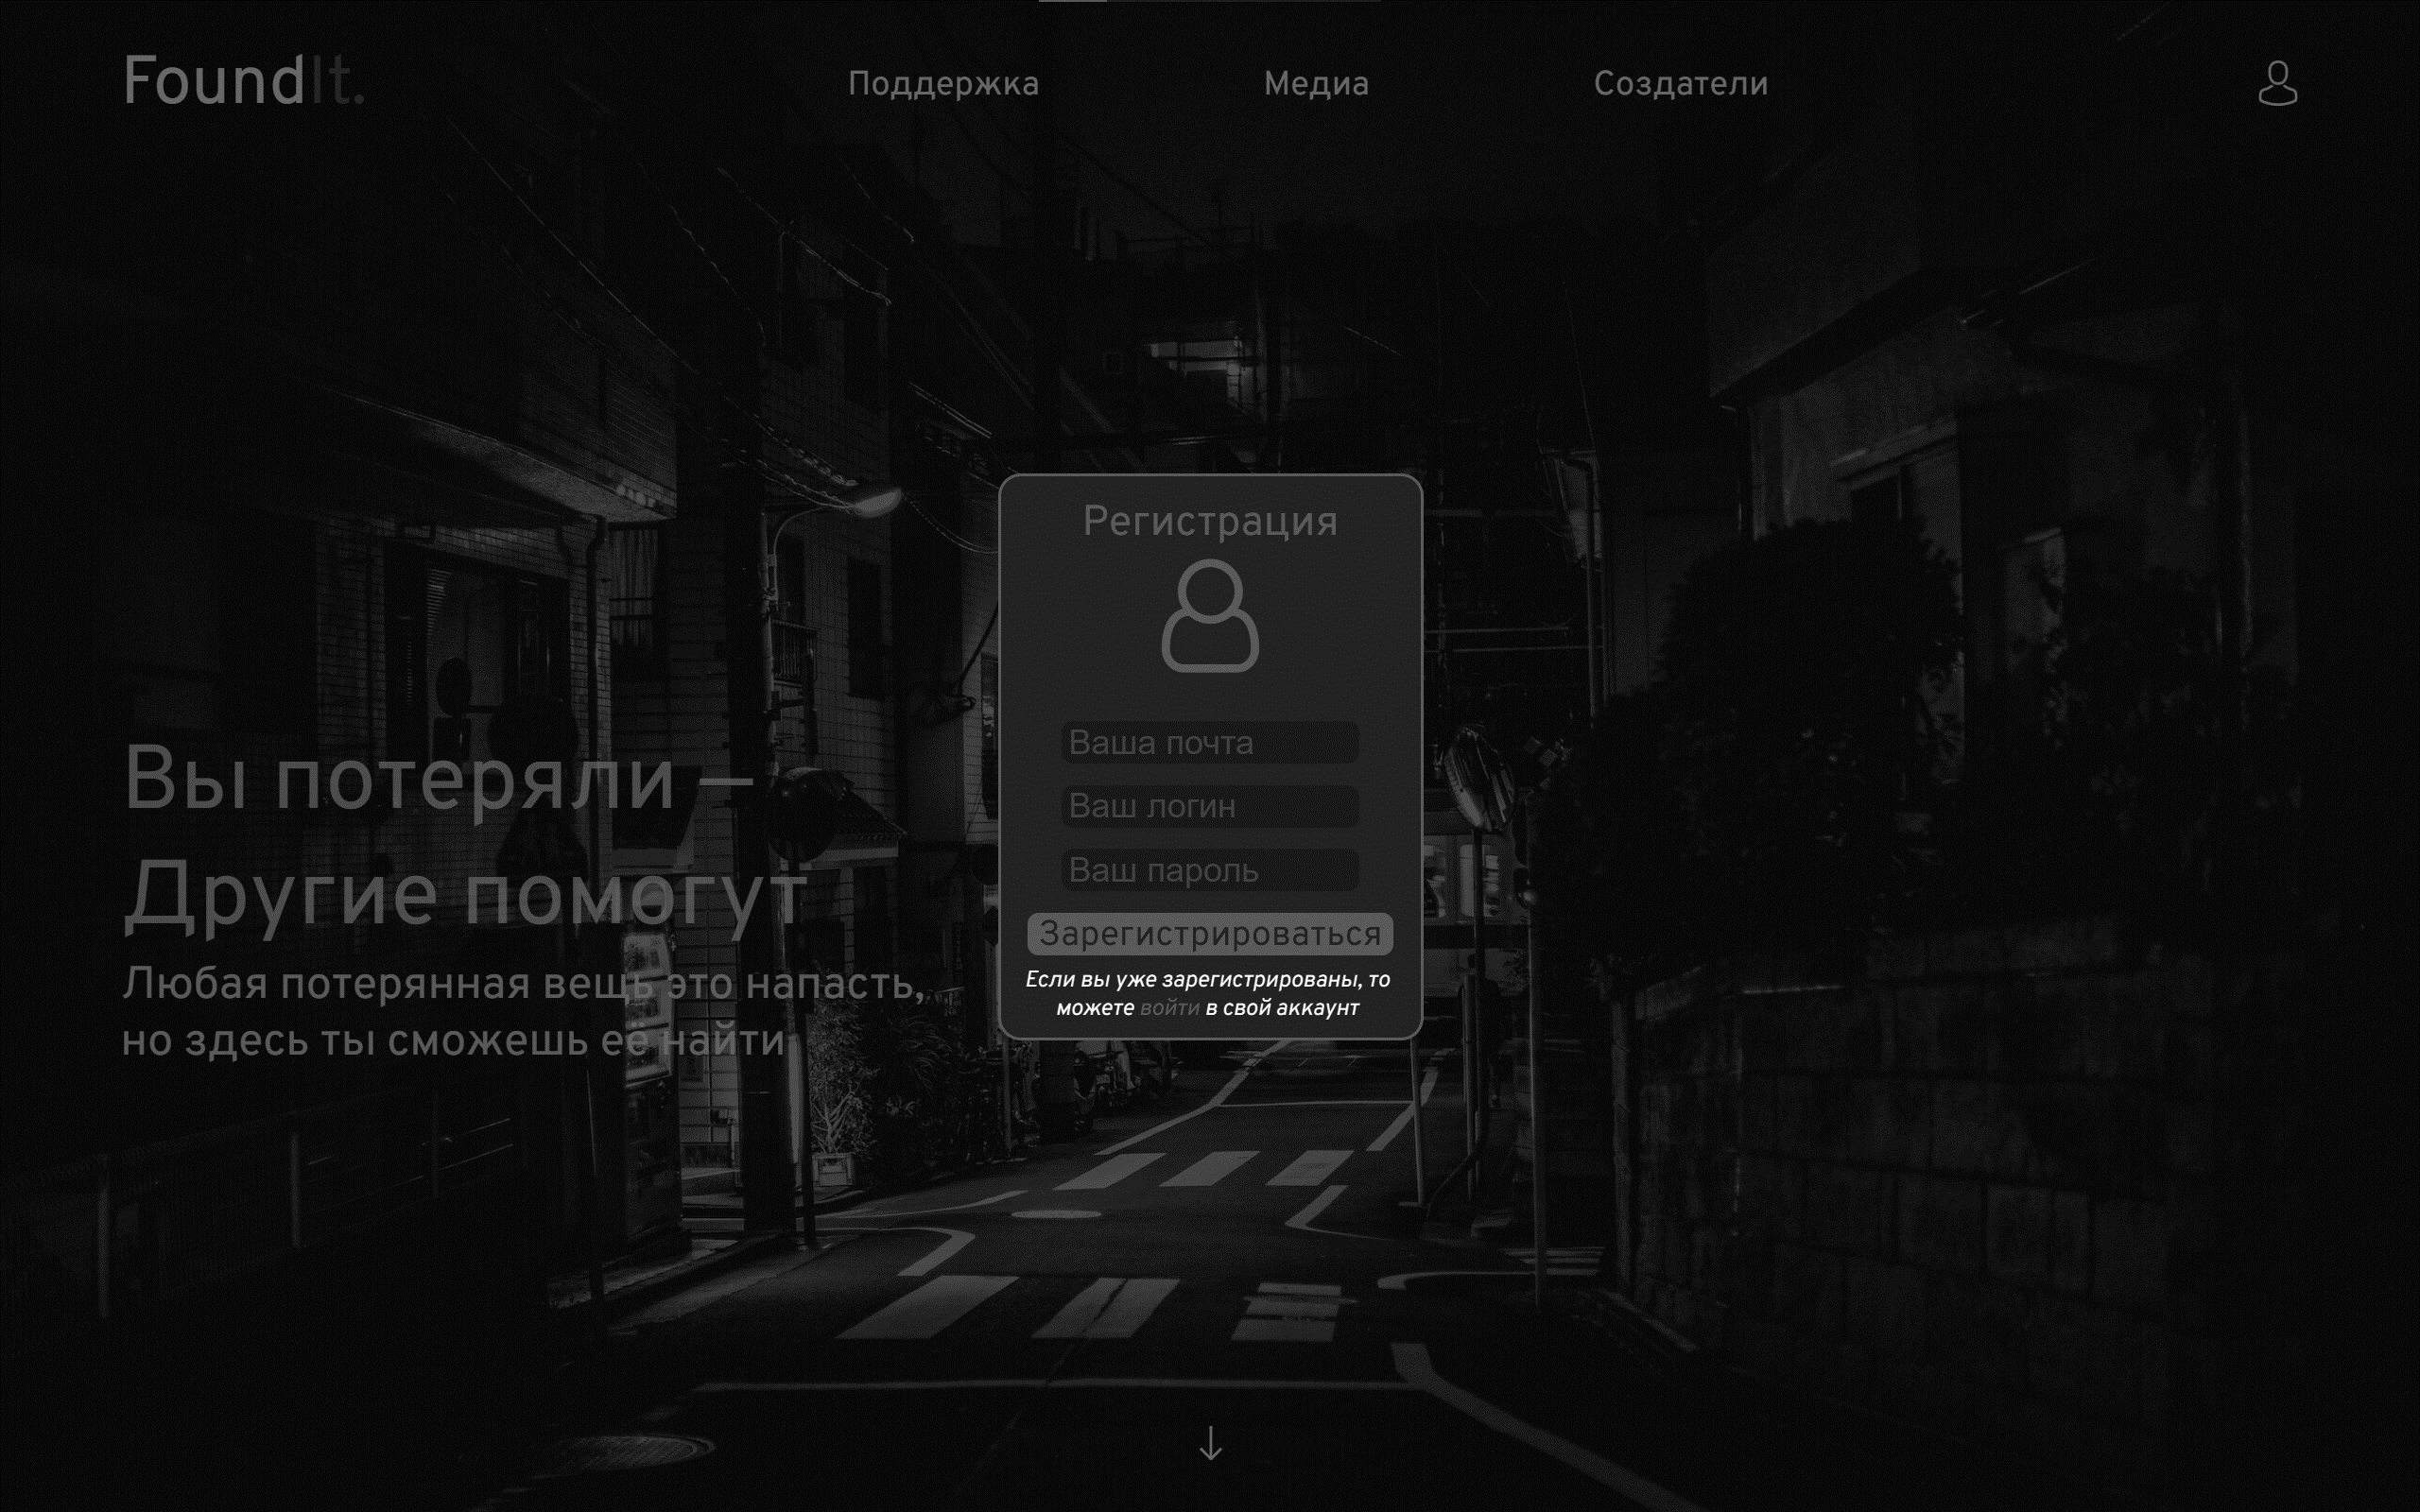 FoundIt.
Поддержка
Медиа
Создатели
Вы потеряли —
Другие помогут
Любая потерянная вещь это напасть,
но здесь ты сможешь её найти
Регистрация
Ваша почта
Ваш логин
Ваш пароль
Зарегистрироваться
Если вы уже зарегистрированы, то
можете войти в свой аккаунт